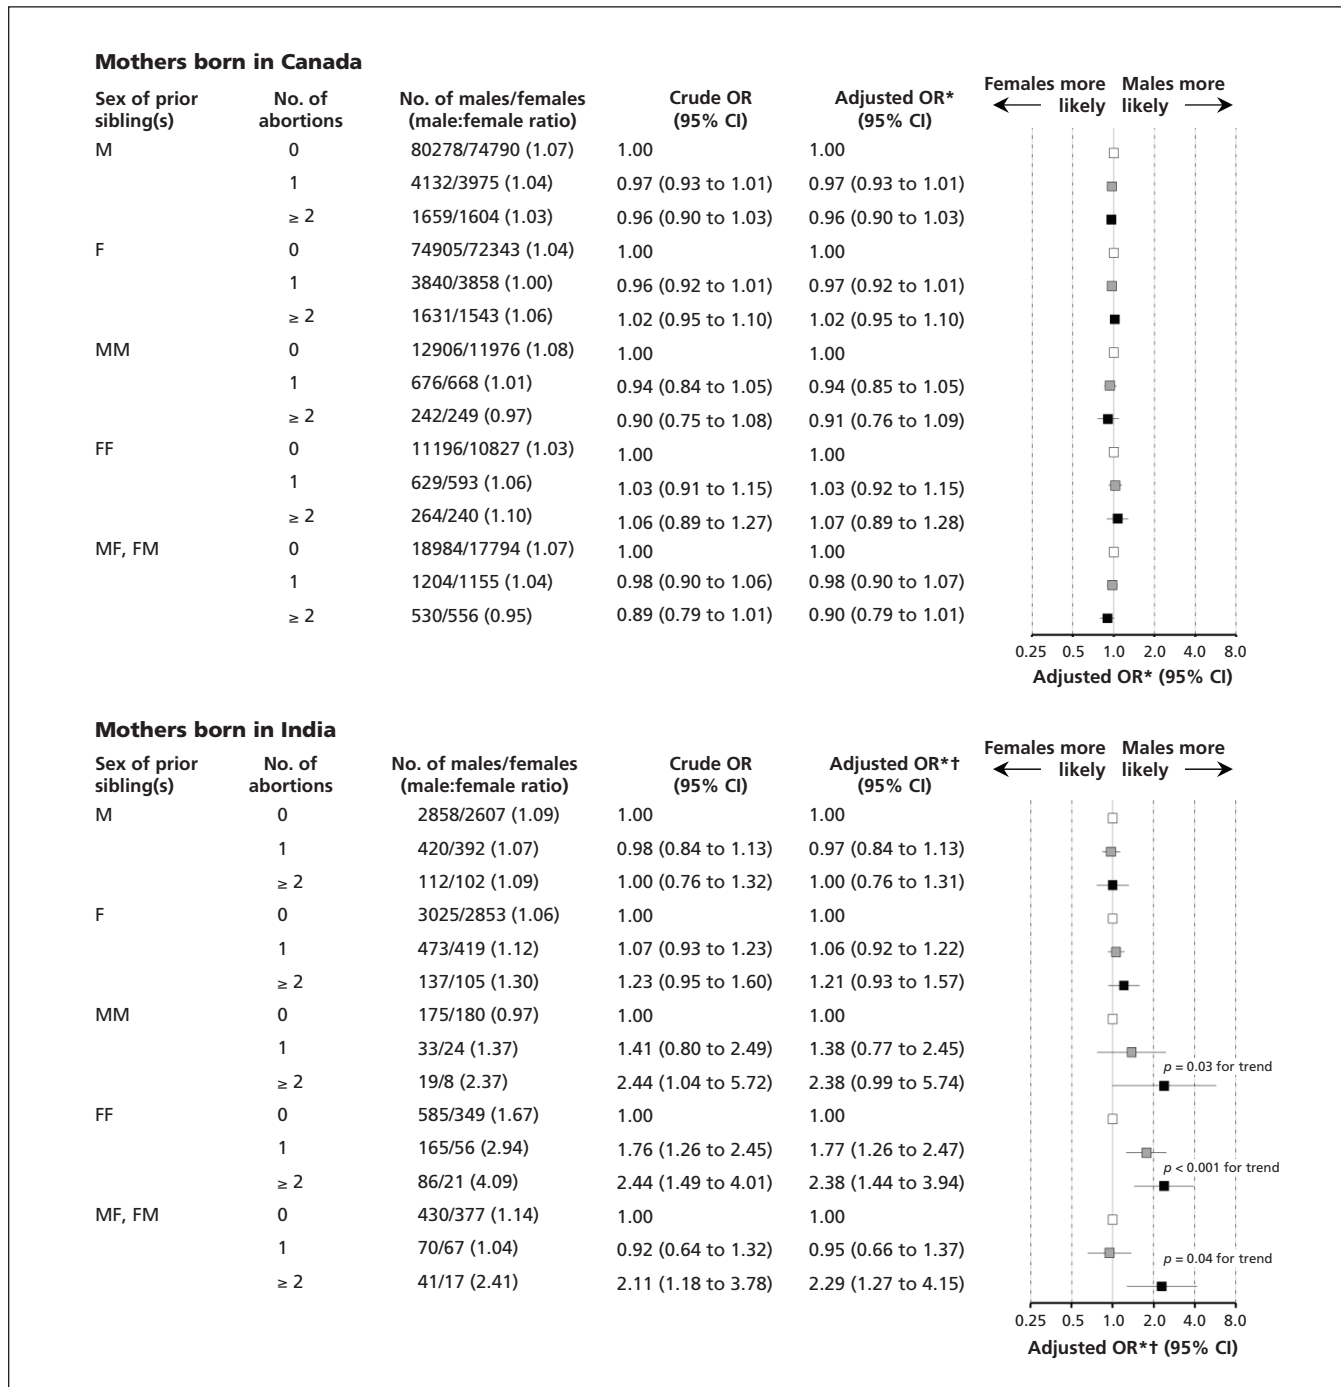 Mothers born in Canada
Sex of prior sibling(s) No. of abortions No. of males/females (male:female ratio) Crude OR (95% CI) Adjusted OR* (95% CI) Females more likely Males more likely
M 0 80278/74790 (1.07) 1.00 1.00
1 4132/3975 (1.04) 0.97 (0.93 to 1.01) 0.97 (0.93 to 1.01)
≥ 2 1659/1604 (1.03) 0.96 (0.90 to 1.03) 0.96 (0.90 to 1.03)
F 0 74905/72343 (1.04) 1.00 1.00
1 3840/3858 (1.00) 0.96 (0.92 to 1.01) 0.97 (0.92 to 1.01)
≥ 2 1631/1543 (1.06) 1.02 (0.95 to 1.10) 1.02 (0.95 to 1.10)
MM 0 12906/11976 (1.08) 1.00 1.00
1 676/668 (1.01) 0.94 (0.84 to 1.05) 0.94 (0.85 to 1.05)
≥ 2 242/249 (0.97) 0.90 (0.75 to 1.08) 0.91 (0.76 to 1.09)
FF 0 11196/10827 (1.03) 1.00 1.00
1 629/593 (1.06) 1.03 (0.91 to 1.15) 1.03 (0.92 to 1.15)
≥ 2 264/240 (1.10) 1.06 (0.89 to 1.27) 1.07 (0.89 to 1.28)
MF, FM 0 18984/17794 (1.07) 1.00 1.00
1 1204/1155 (1.04) 0.98 (0.90 to 1.06) 0.98 (0.90 to 1.07)
≥ 2 530/556 (0.95) 0.89 (0.79 to 1.01) 0.90 (0.79 to 1.01)
0.25 0.5 1.0 2.0 4.0 8.0
Adjusted OR* (95% CI)
Mothers born in India
Sex of prior sibling(s) No. of abortions No. of males/females (male:female ratio) Crude OR (95% CI) Adjusted OR*† (95% CI) Females more likely Males more likely
M 0 2858/2607 (1.09) 1.00 1.00
1 420/392 (1.07) 0.98 (0.84 to 1.13) 0.97 (0.84 to 1.13)
≥ 2 112/102 (1.09) 1.00 (0.76 to 1.32) 1.00 (0.76 to 1.31)
F 0 3025/2853 (1.06) 1.00 1.00
1 473/419 (1.12) 1.07 (0.93 to 1.23) 1.06 (0.92 to 1.22)
≥ 2 137/105 (1.30) 1.23 (0.95 to 1.60) 1.21 (0.93 to 1.57)
MM 0 175/180 (0.97) 1.00 1.00
1 33/24 (1.37) 1.41 (0.80 to 2.49) 1.38 (0.77 to 2.45)
p = 0.03 for trend
≥ 2 19/8 (2.37) 2.44 (1.04 to 5.72) 2.38 (0.99 to 5.74)
FF 0 585/349 (1.67) 1.00 1.00
1 165/56 (2.94) 1.76 (1.26 to 2.45) 1.77 (1.26 to 2.47)
p < 0.001 for trend
≥ 2 86/21 (4.09) 2.44 (1.49 to 4.01) 2.38 (1.44 to 3.94)
MF, FM 0 430/377 (1.14) 1.00 1.00
1 70/67 (1.04) 0.92 (0.64 to 1.32) 0.95 (0.66 to 1.37)
p = 0.04 for trend
≥ 2 41/17 (2.41) 2.11 (1.18 to 3.78) 2.29 (1.27 to 4.15)
0.25 0.5 1.0 2.0 4.0 8.0
Adjusted OR*† (95% CI)